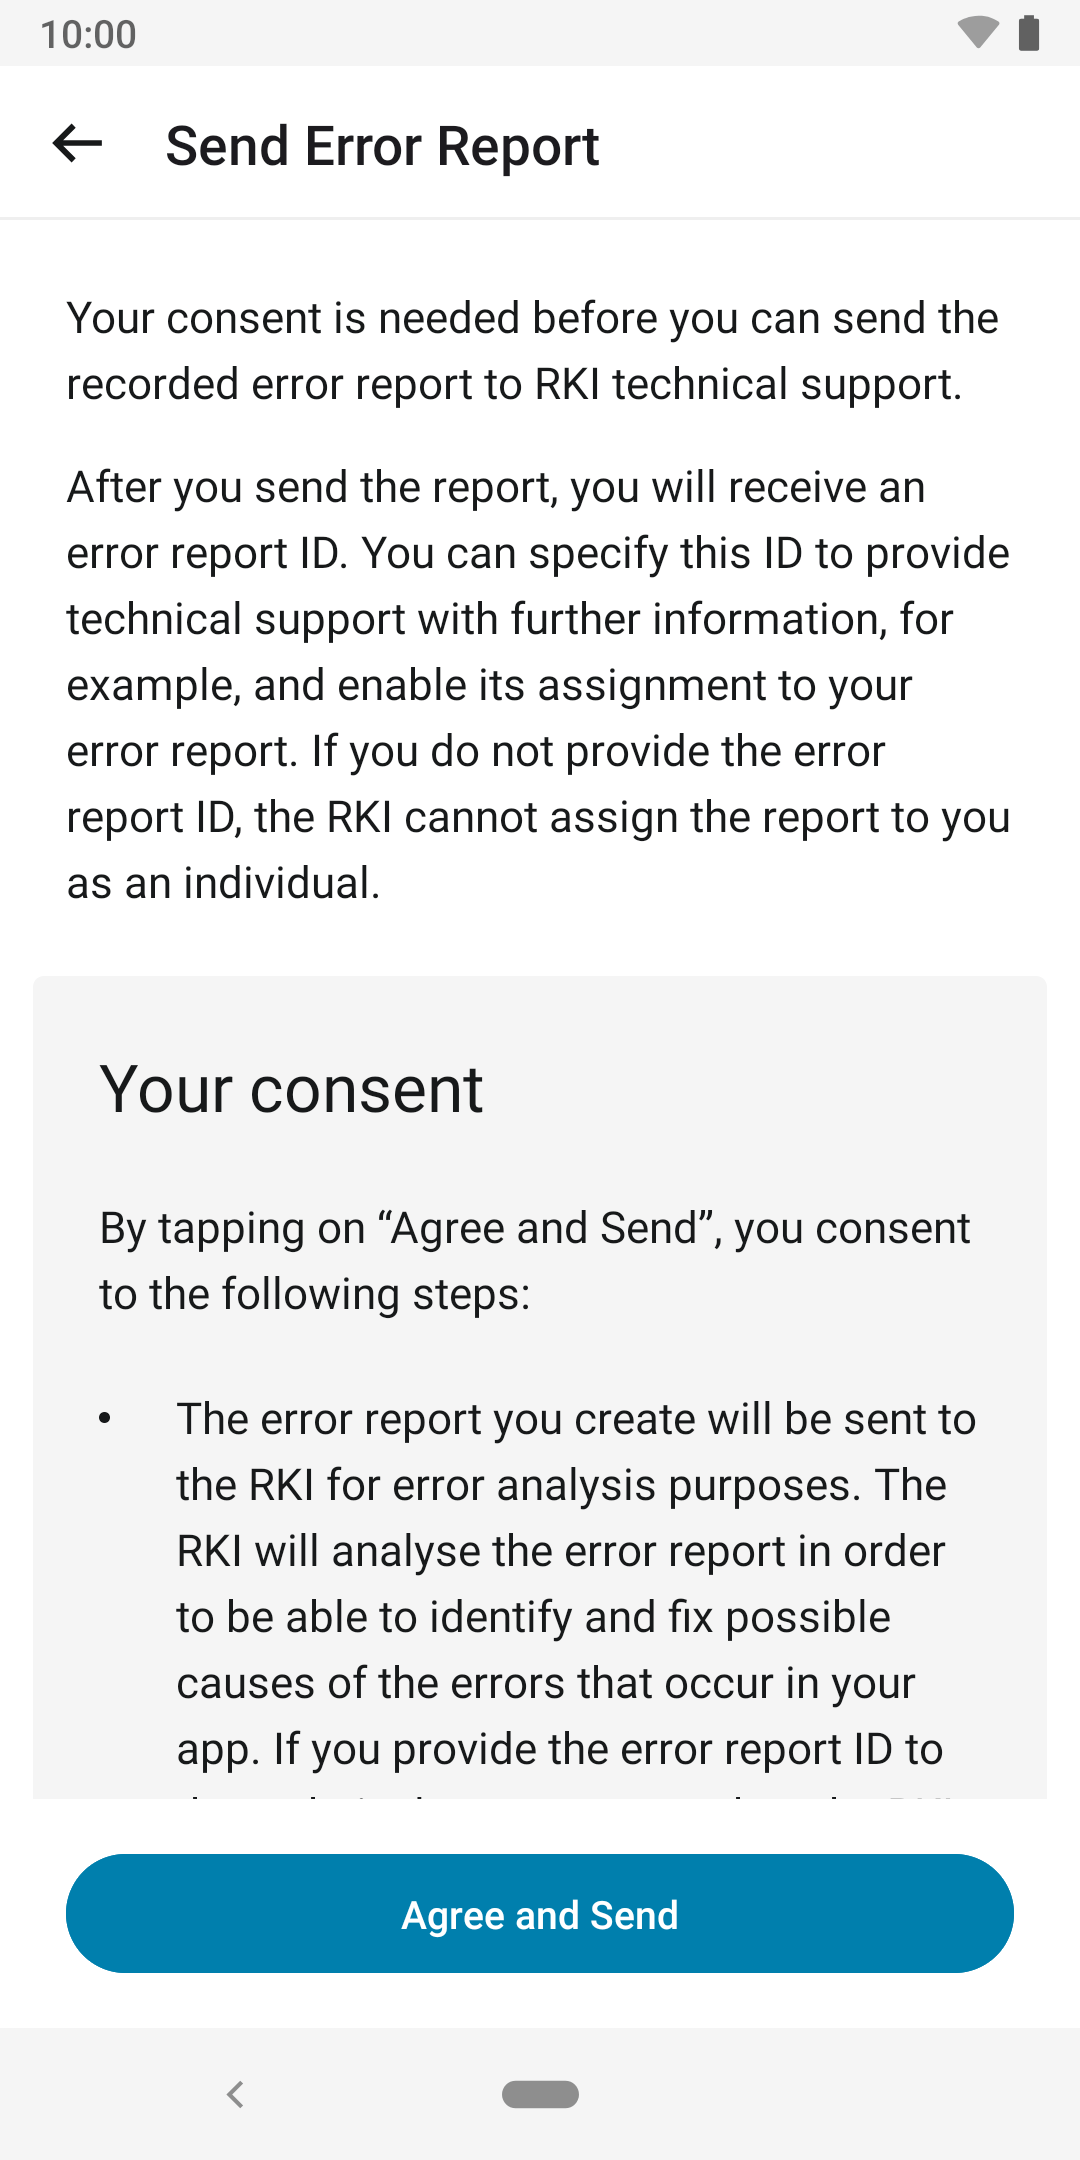 10:00
Send Error Report
Your consent is needed before you can send the
recorded error report to RKI technical support.
After you send the report, you will receive an
error report ID. You can specify this ID to provide
technical support with further information, for
example, and enable its assignment to your
error report. If you do not provide the error
report ID, the RKI cannot assign the report to you
as an individual.
Your consent
By tapping on “Agree and Send”, you consent
to the following steps:
• The error report you create will be sent to
the RKI for error analysis purposes. The
RKI will analyse the error report in order
to be able to identify and fix possible
causes of the errors that occur in your
app. If you provide the error report ID to
Agree and Send